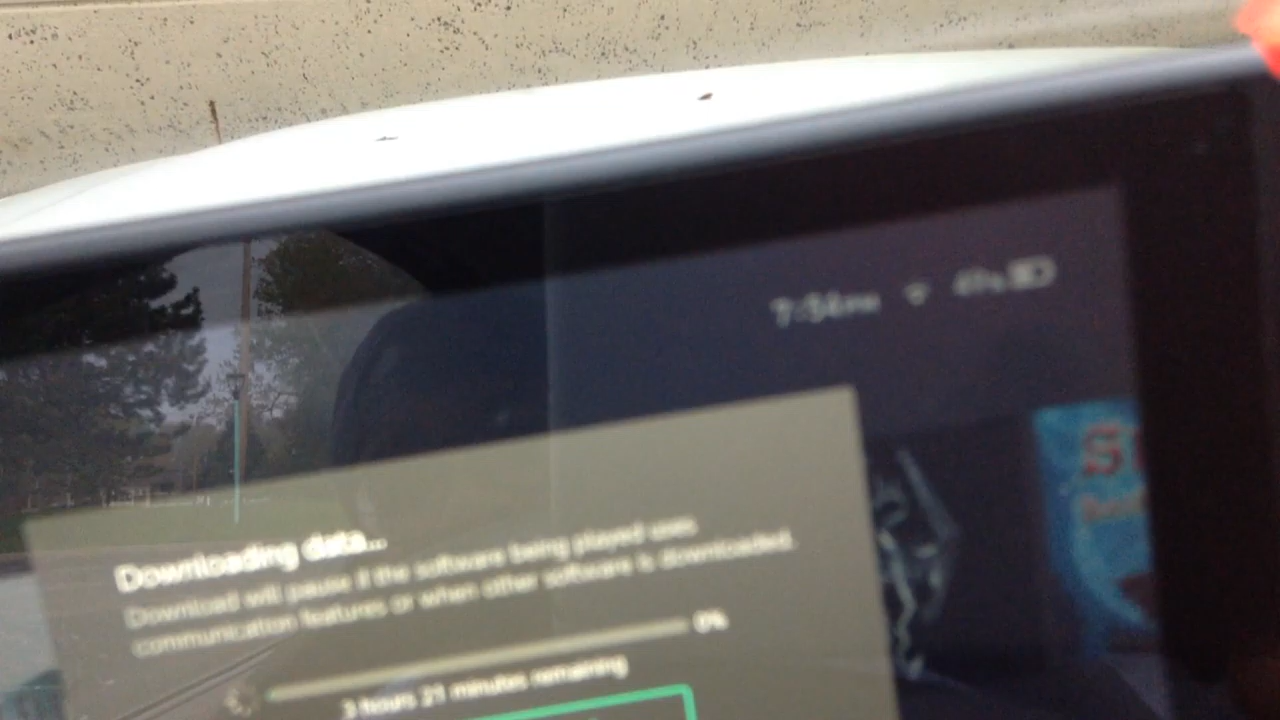 7:54PM
Downloading data...
Download will pause if the software being played uses
communication features or when other software is downloaded.
0%
3 hours 21 minutes remaining